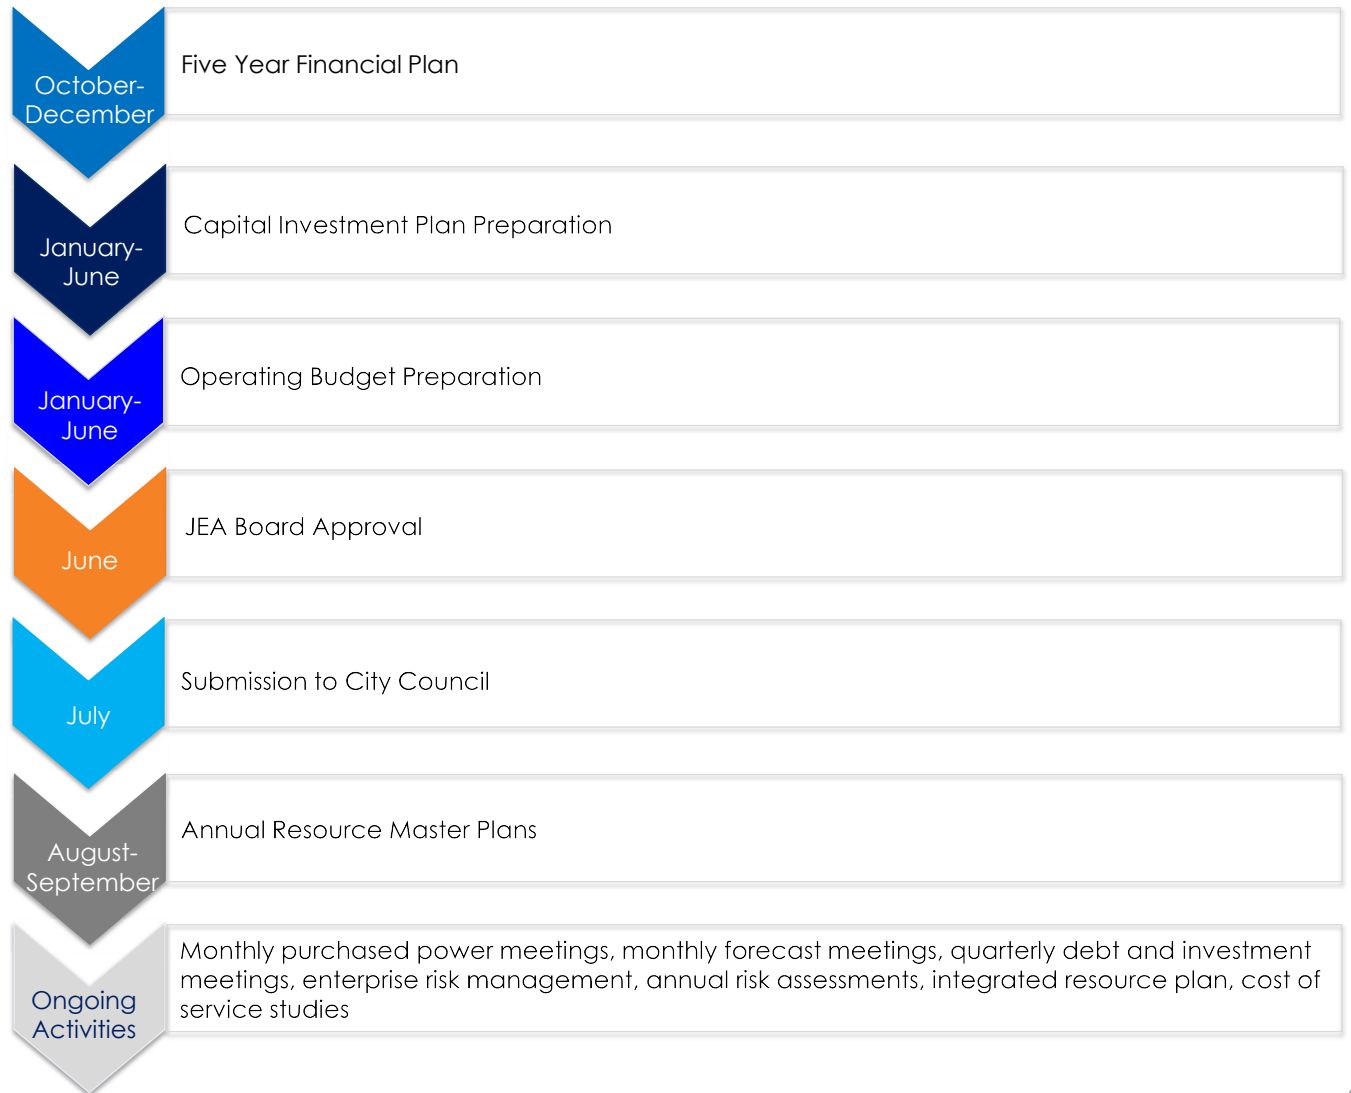 October-
December
Five Year Financial Plan
January-
June
Capital Investment Plan Preparation
January-
June
Operating Budget Preparation
June
JEA Board Approval
July
Submission to City Council
August-
September
Annual Resource Master Plans
Ongoing
Activities
Monthly purchased power meetings, monthly forecast meetings, quarterly debt and investment
meetings, enterprise risk management, annual risk assessments, integrated resource plan, cost of
service studies